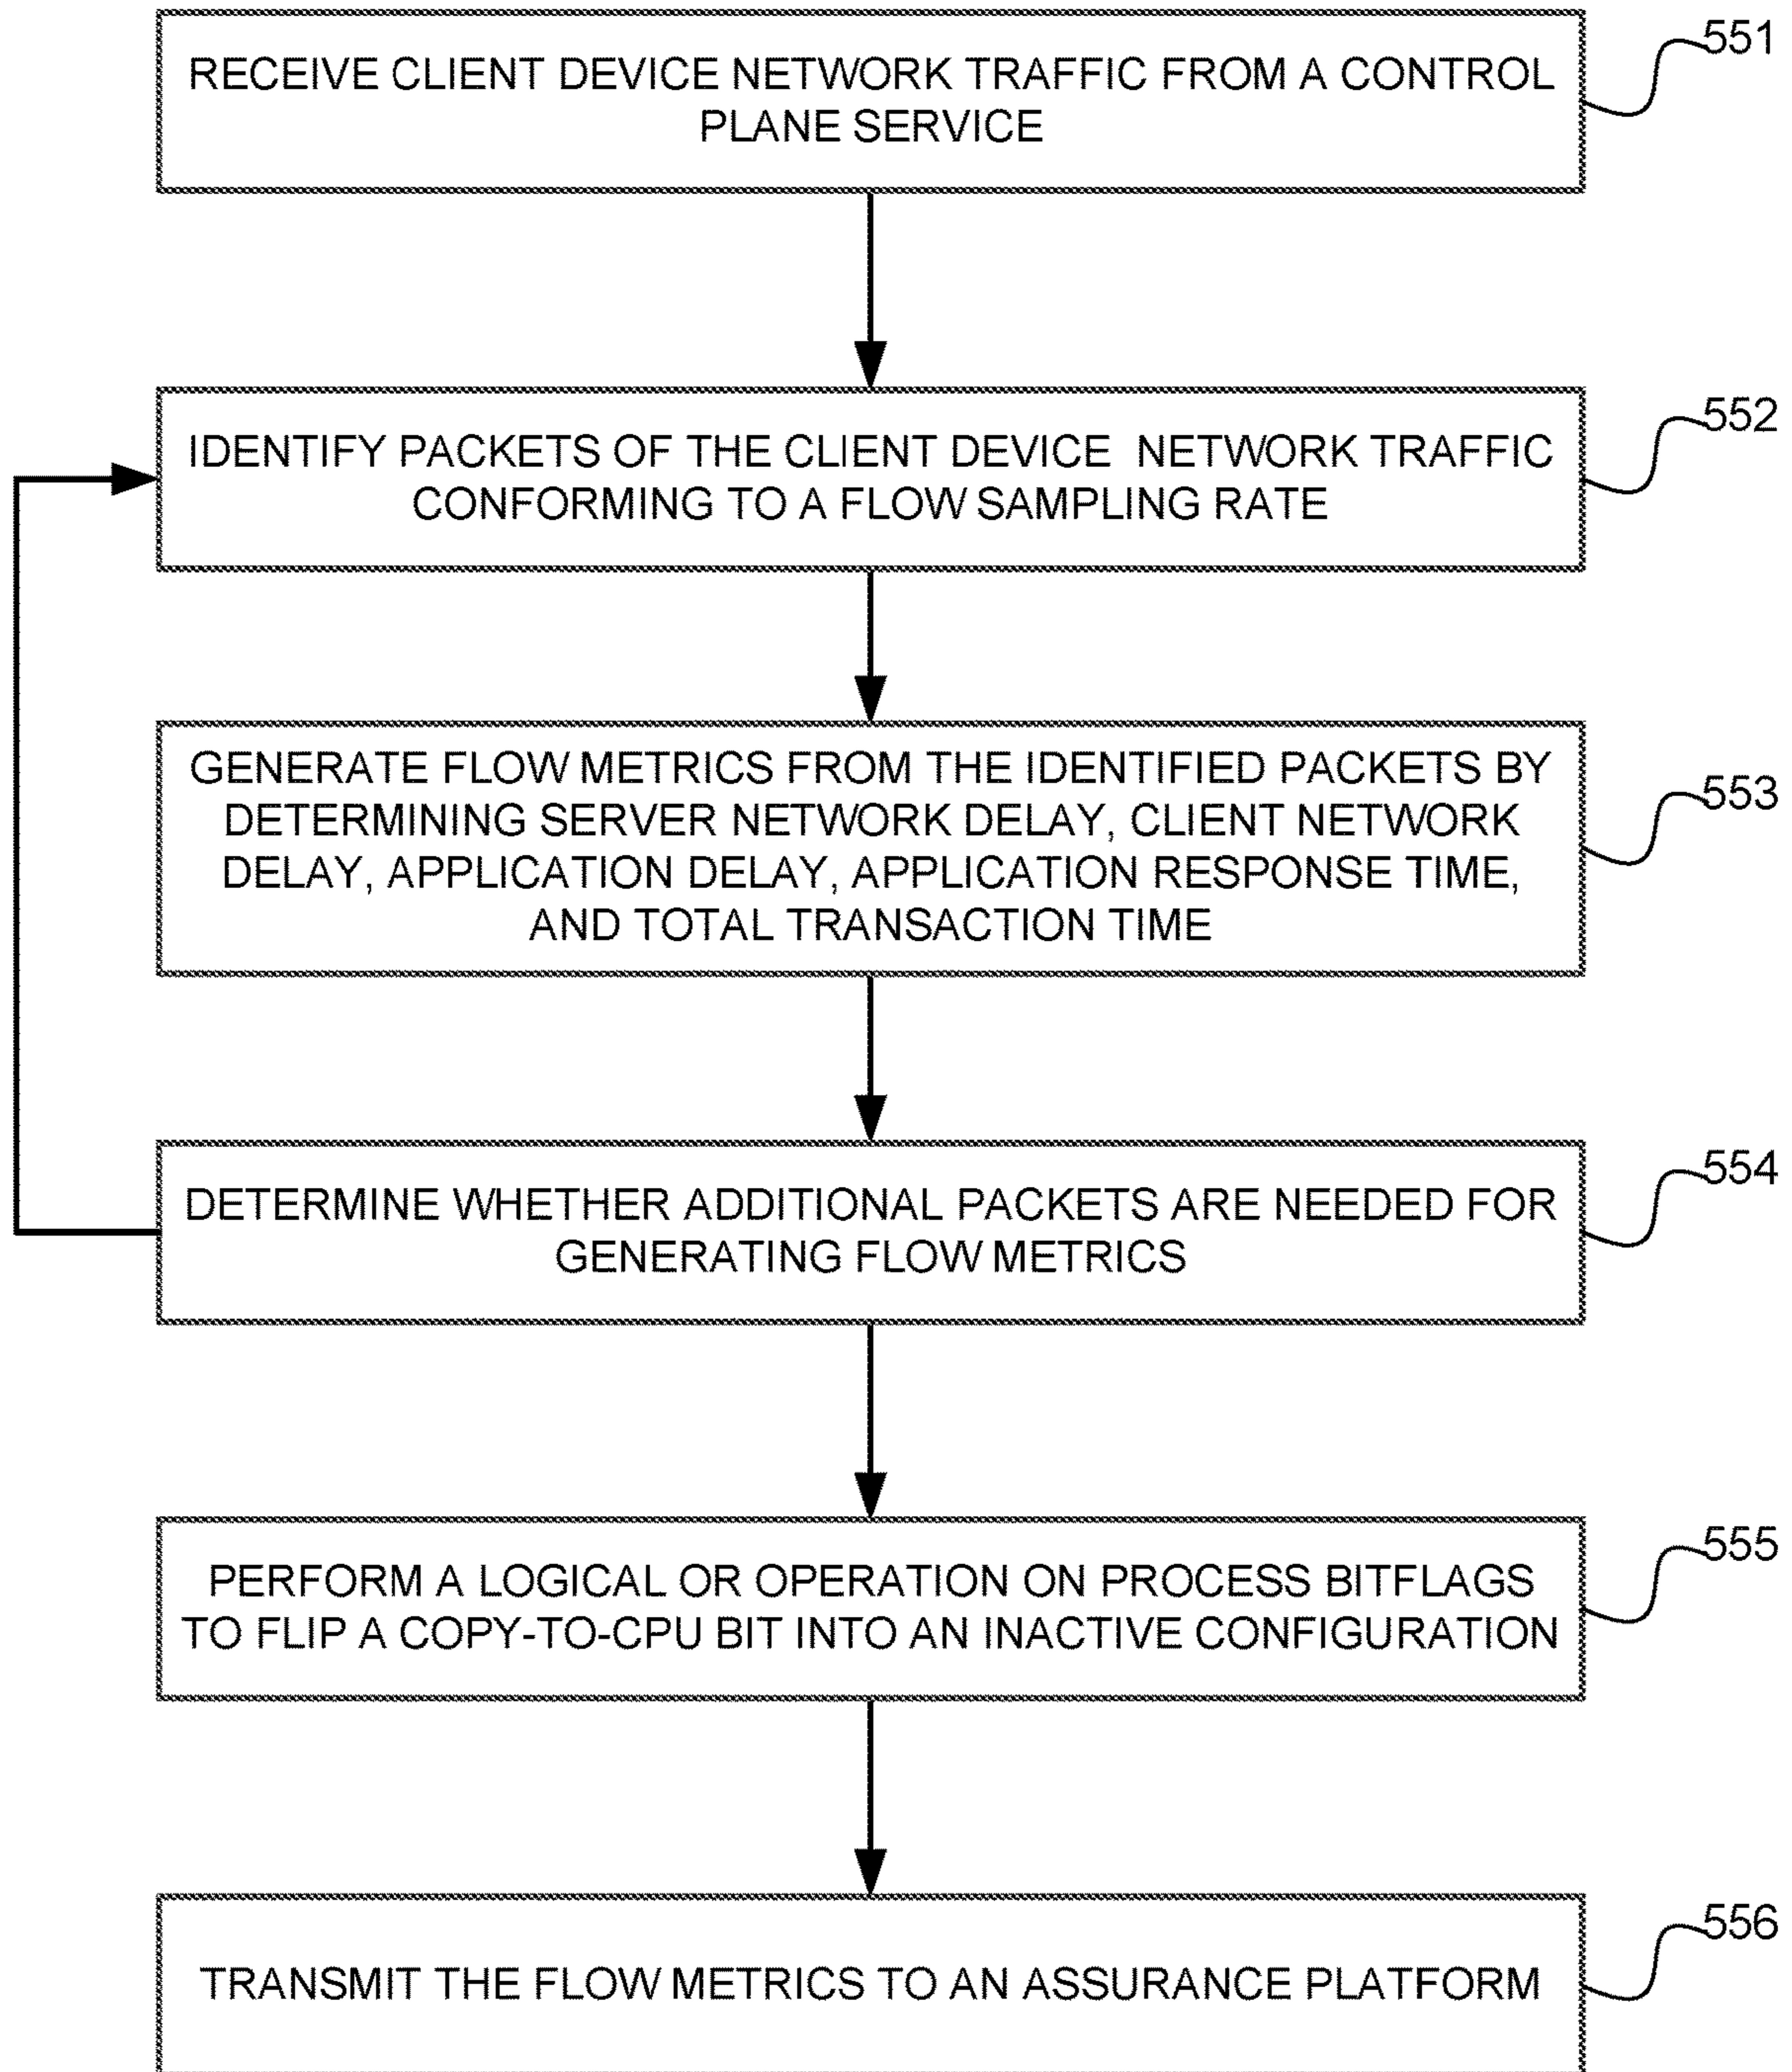 551
RECEIVE CLIENT DEVICE NETWORK TRAFFIC FROM A CONTROL
PLANE SERVICE
552
IDENTIFY PACKETS OF THE CLIENT DEVICE NETWORK TRAFFIC
CONFORMING TO A FLOW SAMPLING RATE
553
GENERATE FLOW METRICS FROM THE IDENTIFIED PACKETS BY
DETERMINING SERVER NETWORK DELAY, CLIENT NETWORK
DELAY, APPLICATION DELAY, APPLICATION RESPONSE TIME,
AND TOTAL TRANSACTION TIME
554
DETERMINE WHETHER ADDITIONAL PACKETS ARE NEEDED FOR
GENERATING FLOW METRICS
555
PERFORM A LOGICAL OR OPERATION ON PROCESS BITFLAGS
TO FLIP A COPY-TO-CPU BIT INTO AN INACTIVE CONFIGURATION
556
TRANSMIT THE FLOW METRICS TO AN ASSURANCE PLATFORM